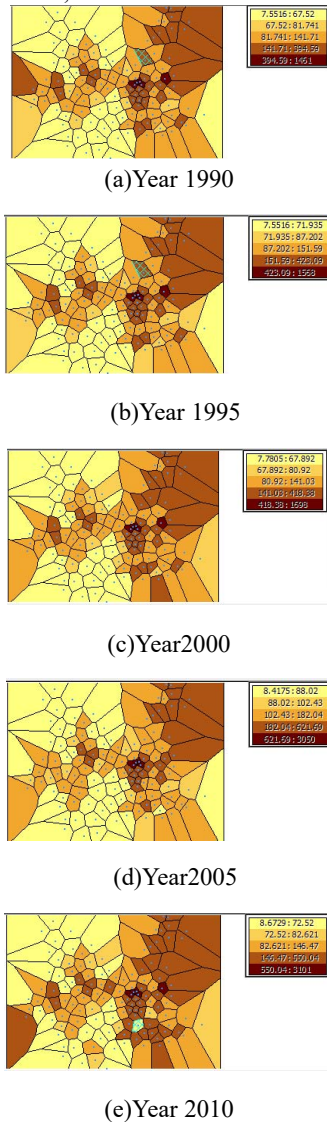 7.5516 : 67.52
67.52 : 81.741
81.741 : 141.71
141.71 : 394.59
394.59 : 1461
(a)Year 1990
7.5516 : 71.935
71.935 : 87.202
87.202 : 151.59
151.59 : 423.09
423.09 : 1568
(b)Year 1995
7.7805 : 67.892
67.892 : 80.92
80.92 : 141.03
141.03 : 418.38
418.38 : 1698
(c)Year2000
8.4175 : 88.02
88.02 : 102.43
102.43 : 182.04
182.04 : 621.69
621.69 : 3050
(d)Year2005
8.6729 : 72.52
72.52 : 82.621
82.621 : 146.47
146.47 : 550.04
550.04 : 3101
(e)Year 2010